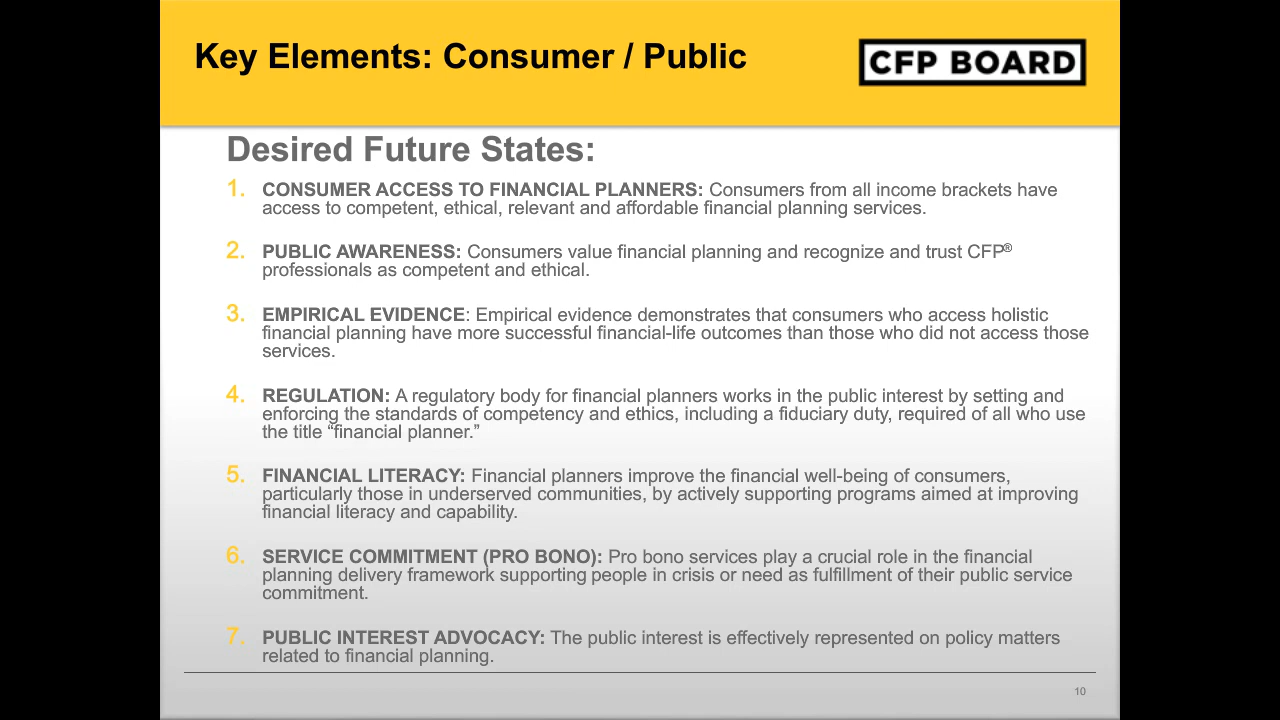 Key Elements: Consumer / Public
CFP BOARD
Desired Future States:
1. CONSUMER ACCESS TO FINANCIAL PLANNERS: Consumers from all income brackets have
access to competent, ethical, relevant and affordable financial planning services.
2. PUBLIC AWARENESS: Consumers value financial planning and recognize and trust CFP®
professionals as competent and ethical.
3. EMPIRICAL EVIDENCE: Empirical evidence demonstrates that consumers who access holistic
financial planning have more successful financial-life outcomes than those who did not access those
services.
4. REGULATION: A regulatory body for financial planners works in the public interest by setting and
enforcing the standards of competency and ethics, including a fiduciary duty, required of all who use
the title “financial planner.”
5. FINANCIAL LITERACY: Financial planners improve the financial well-being of consumers,
particularly those in underserved communities, by actively supporting programs aimed at improving
financial literacy and capability.
6. SERVICE COMMITMENT (PRO BONO): Pro bono services play a crucial role in the financial
planning delivery framework supporting people in crisis or need as fulfillment of their public service
commitment.
7. PUBLIC INTEREST ADVOCACY: The public interest is effectively represented on policy matters
related to financial planning.
10